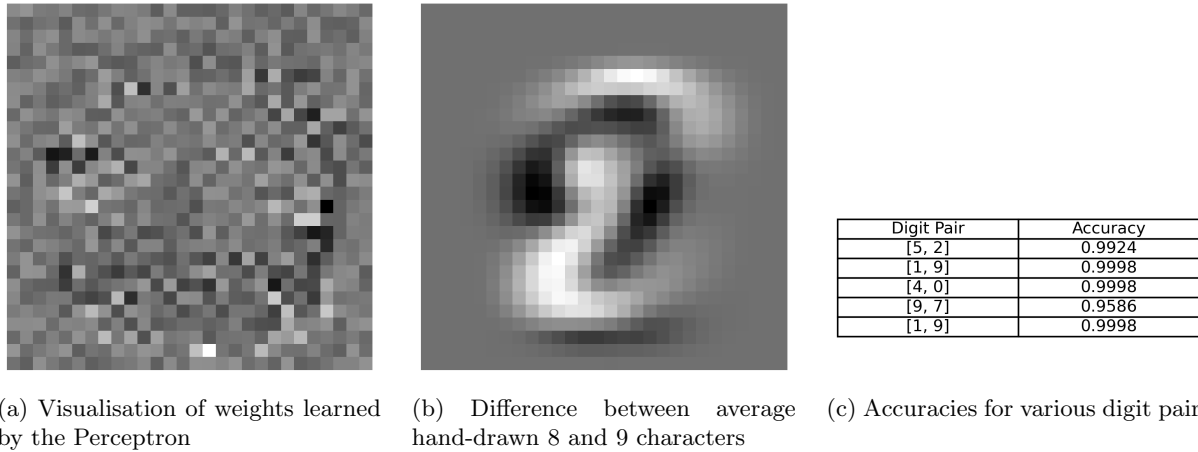 Digit Pair Accuracy
[5, 2] 0.9924
[1, 9] 0.9998
[4, 0] 0.9998
[9, 7] 0.9586
[1, 9] 0.9998
(a) Visualisation of weights learned
by the Perceptron
(b) Difference between average
hand-drawn 8 and 9 characters
(c) Accuracies for various digit pair